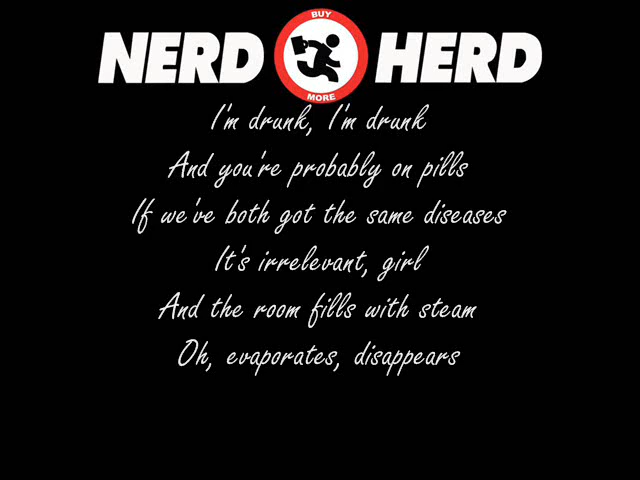 NERD BUY MORE HERD
I'm drunk, I'm drunk
And you're probably on pills
If we've both got the same diseases
It's irrelevant, girl
And the room fills with steam
Oh, evaporates, disappears